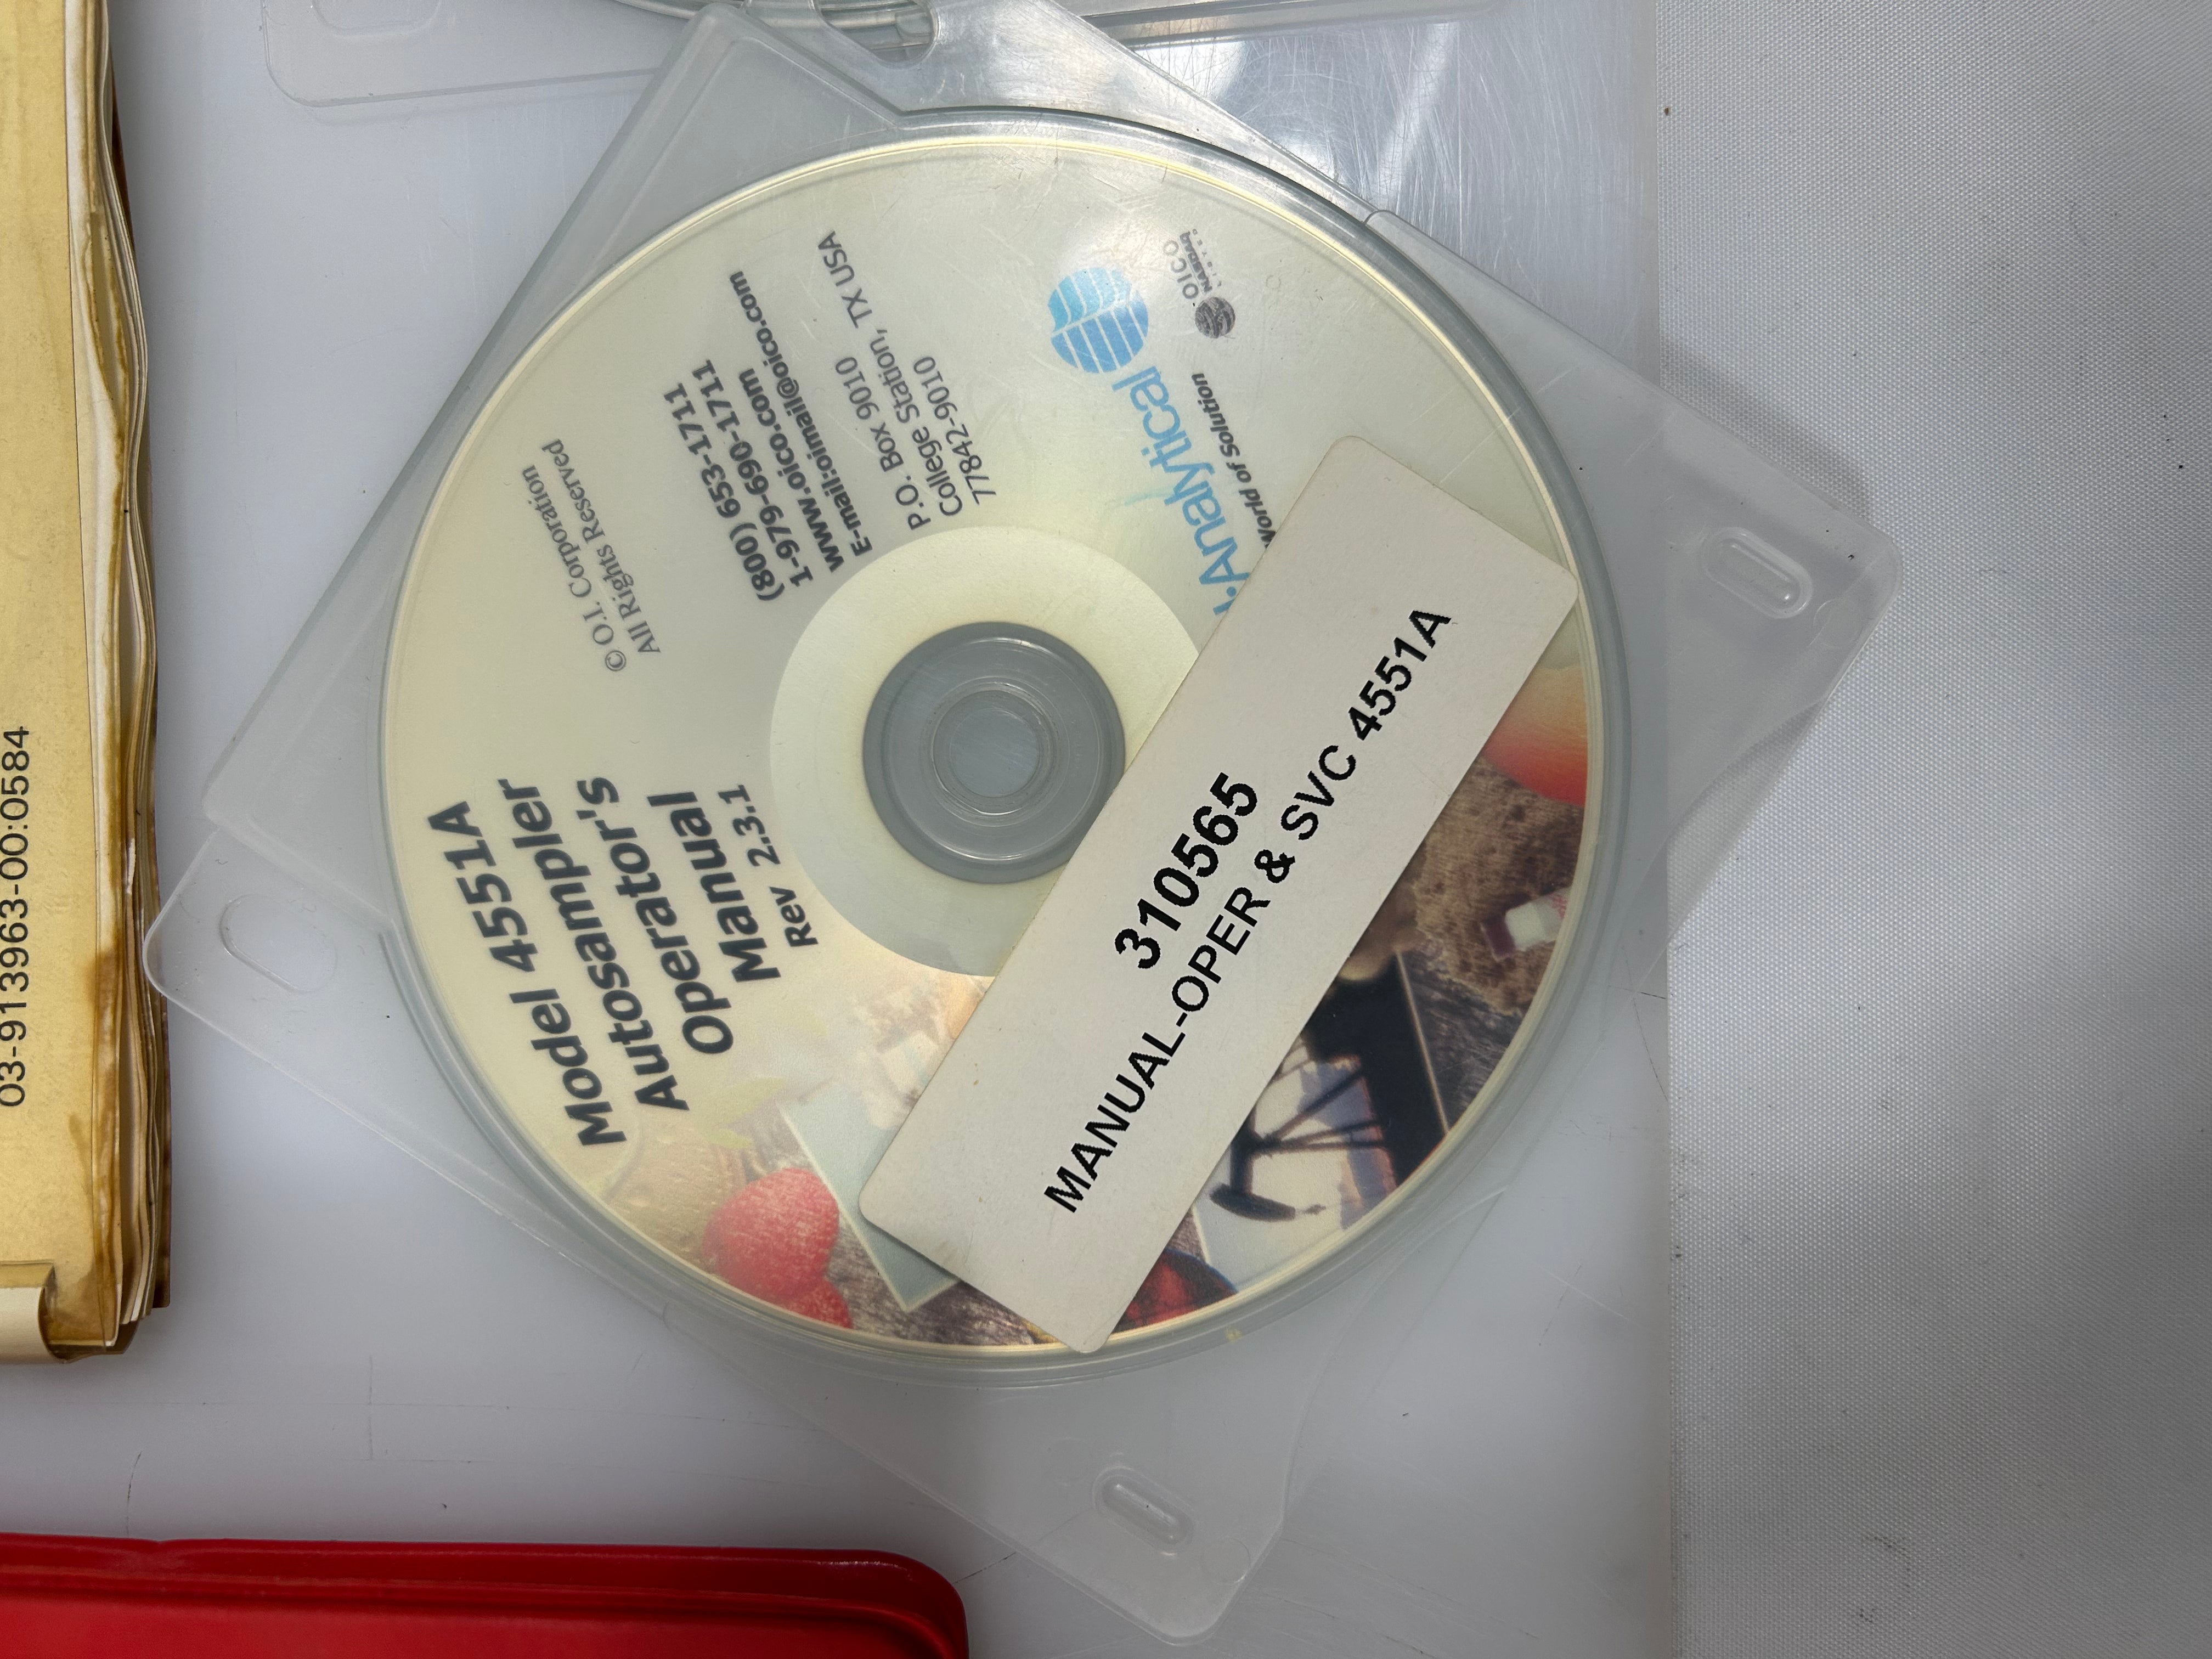 Model 4551A
Autosampler
Operator's
Manual
Rev 2.3.1
© O.I. Corporation
All Rights Reserved
(800) 653-1711
1-979-690-1711
www.oico.com
E-mail:oimail@oico.com
P.O. Box 9010
College Station, TX USA
77842-9010
.Analytical
World of Solution
OICO
NASDAQ
310565
MANUAL-OPER & SVC 4551A
03-913963-00:0584